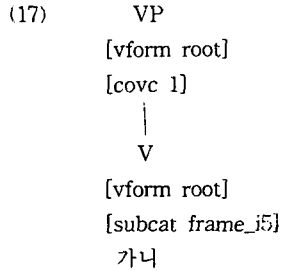 (17) VP
[vform root]
[covc 1]
V
[vform root]
[subcat frame_i5]
가니